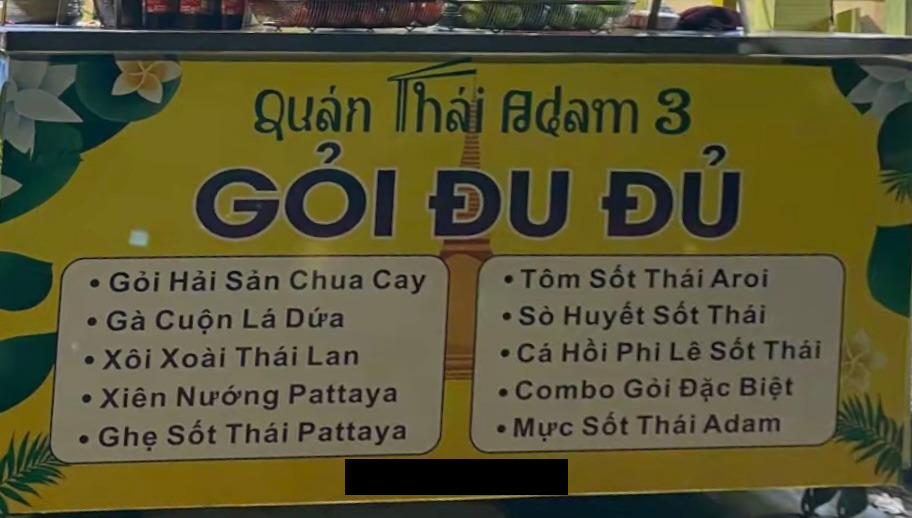 Quán Thái Adam 3
GỎI ĐU ĐỦ
• Gỏi Hải Sản Chua Cay
• Gà Cuộn Lá Dứa
• Xôi Xoài Thái Lan
• Xiên Nướng Pattaya
• Ghẹ Sốt Thái Pattaya
• Tôm Sốt Thái Aroi
• Sò Huyết Sốt Thái
• Cá Hồi Phi Lê Sốt Thái
• Combo Gỏi Đặc Biệt
• Mực Sốt Thái Adam